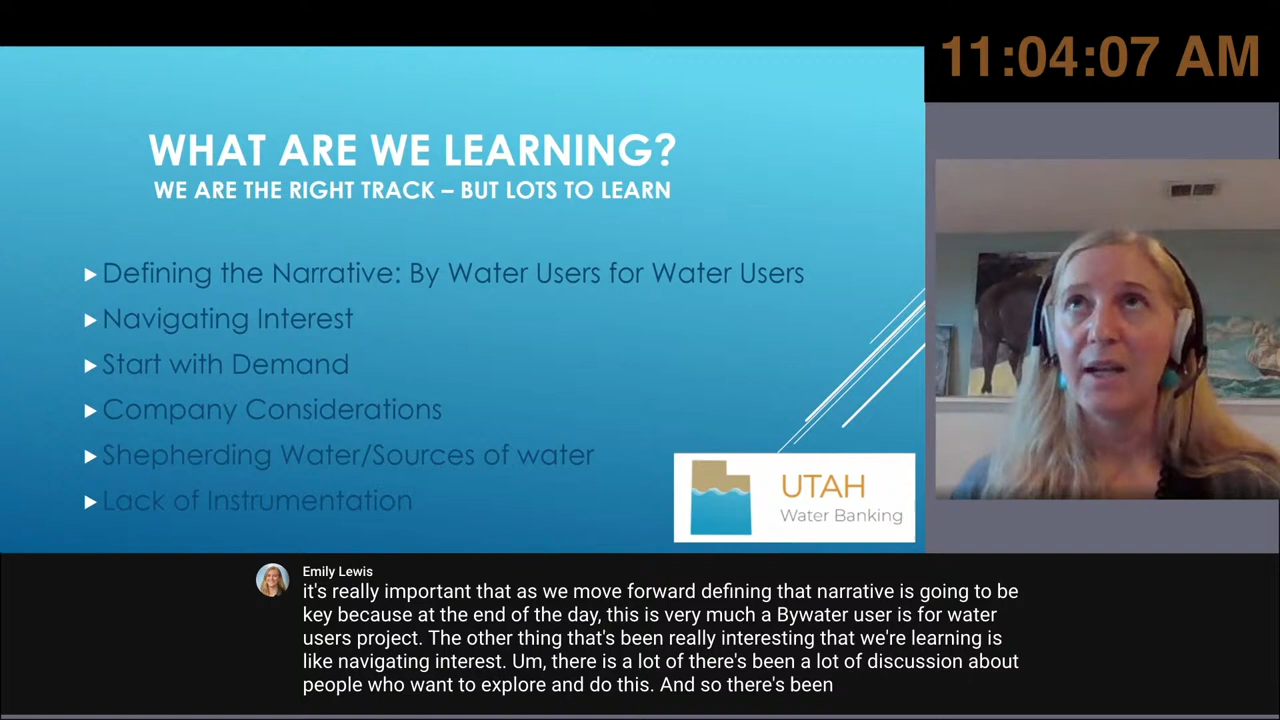 11:04:07 AM
WHAT ARE WE LEARNING?
WE ARE THE RIGHT TRACK – BUT LOTS TO LEARN
Defining the Narrative: By Water Users for Water Users
Navigating Interest
Start with Demand
Company Considerations
Shepherding Water/Sources of water
Lack of Instrumentation
UTAH
Water Banking
Emily Lewis
it's really important that as we move forward defining that narrative is going to be
key because at the end of the day, this is very much a Bywater user is for water
users project. The other thing that's been really interesting that we're learning is
like navigating interest. Um, there is a lot of there's been a lot of discussion about
people who want to explore and do this. And so there's been